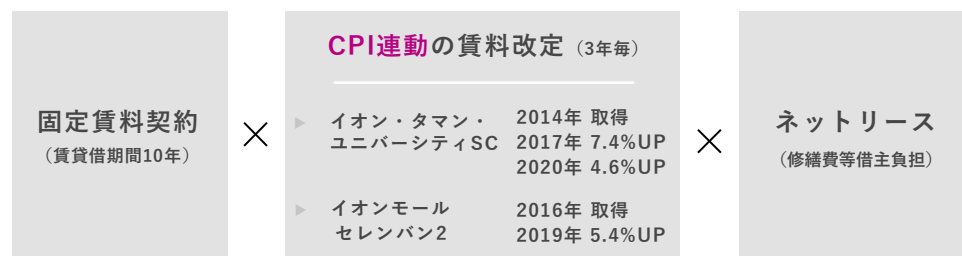 固定賃料契約
（賃貸借期間10年）
×
CPI連動の賃料改定（3年毎）
▶ イオン・タマン・
ユニバーシティSC
2014年 取得
2017年 7.4%UP
2020年 4.6%UP
▶ イオンモール
セレンバン2
2016年 取得
2019年 5.4%UP
×
ネットリース
（修繕費等借主負担）